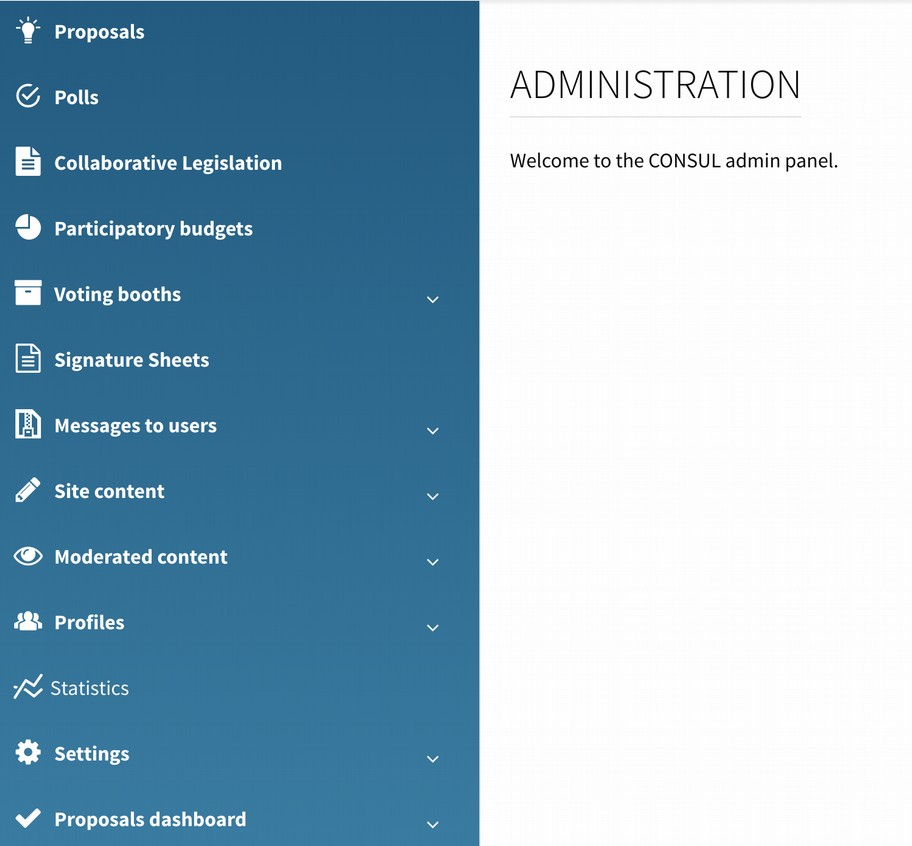 Proposals
Polls
Collaborative Legislation
Participatory budgets
Voting booths
Signature Sheets
Messages to users
Site content
Moderated content
Profiles
Statistics
Settings
Proposals dashboard
ADMINISTRATION
Welcome to the CONSUL admin panel.